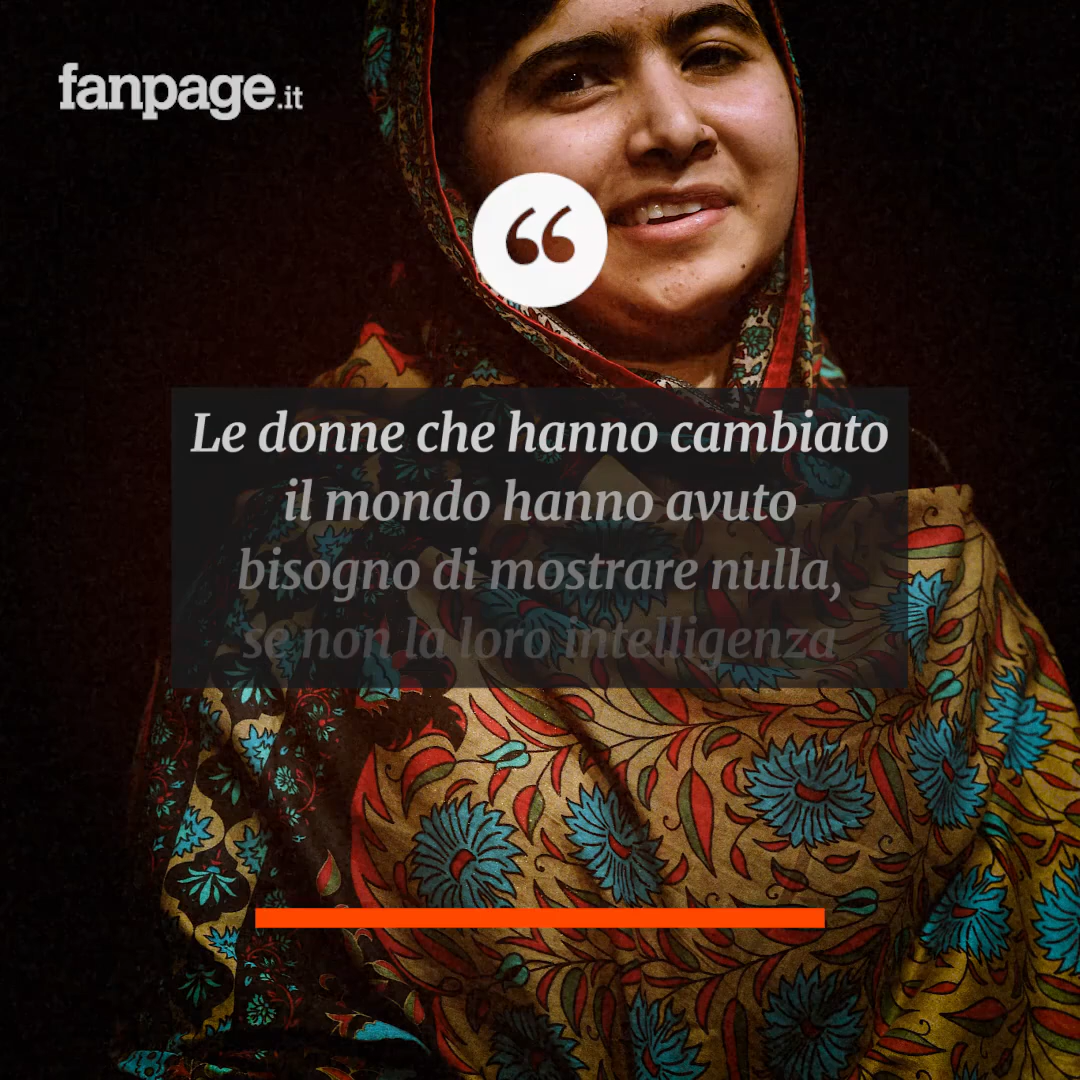 fanpage.it
“
Le donne che hanno cambiato
il mondo hanno avuto
bisogno di mostrare nulla,
se non la loro intelligenza